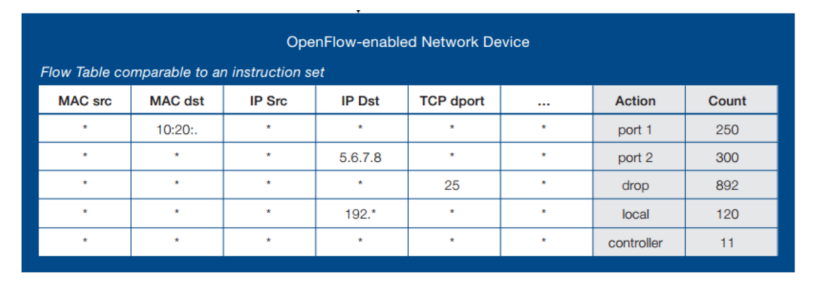 OpenFlow-enabled Network Device
Flow Table comparable to an instruction set
MAC src MAC dst IP Src IP Dst TCP dport ... Action Count
* 10:20:. * * * * port 1 250
* * * 5.6.7.8 * * port 2 300
* * * * 25 * drop 892
* * * 192.* * * local 120
* * * * * * controller 11